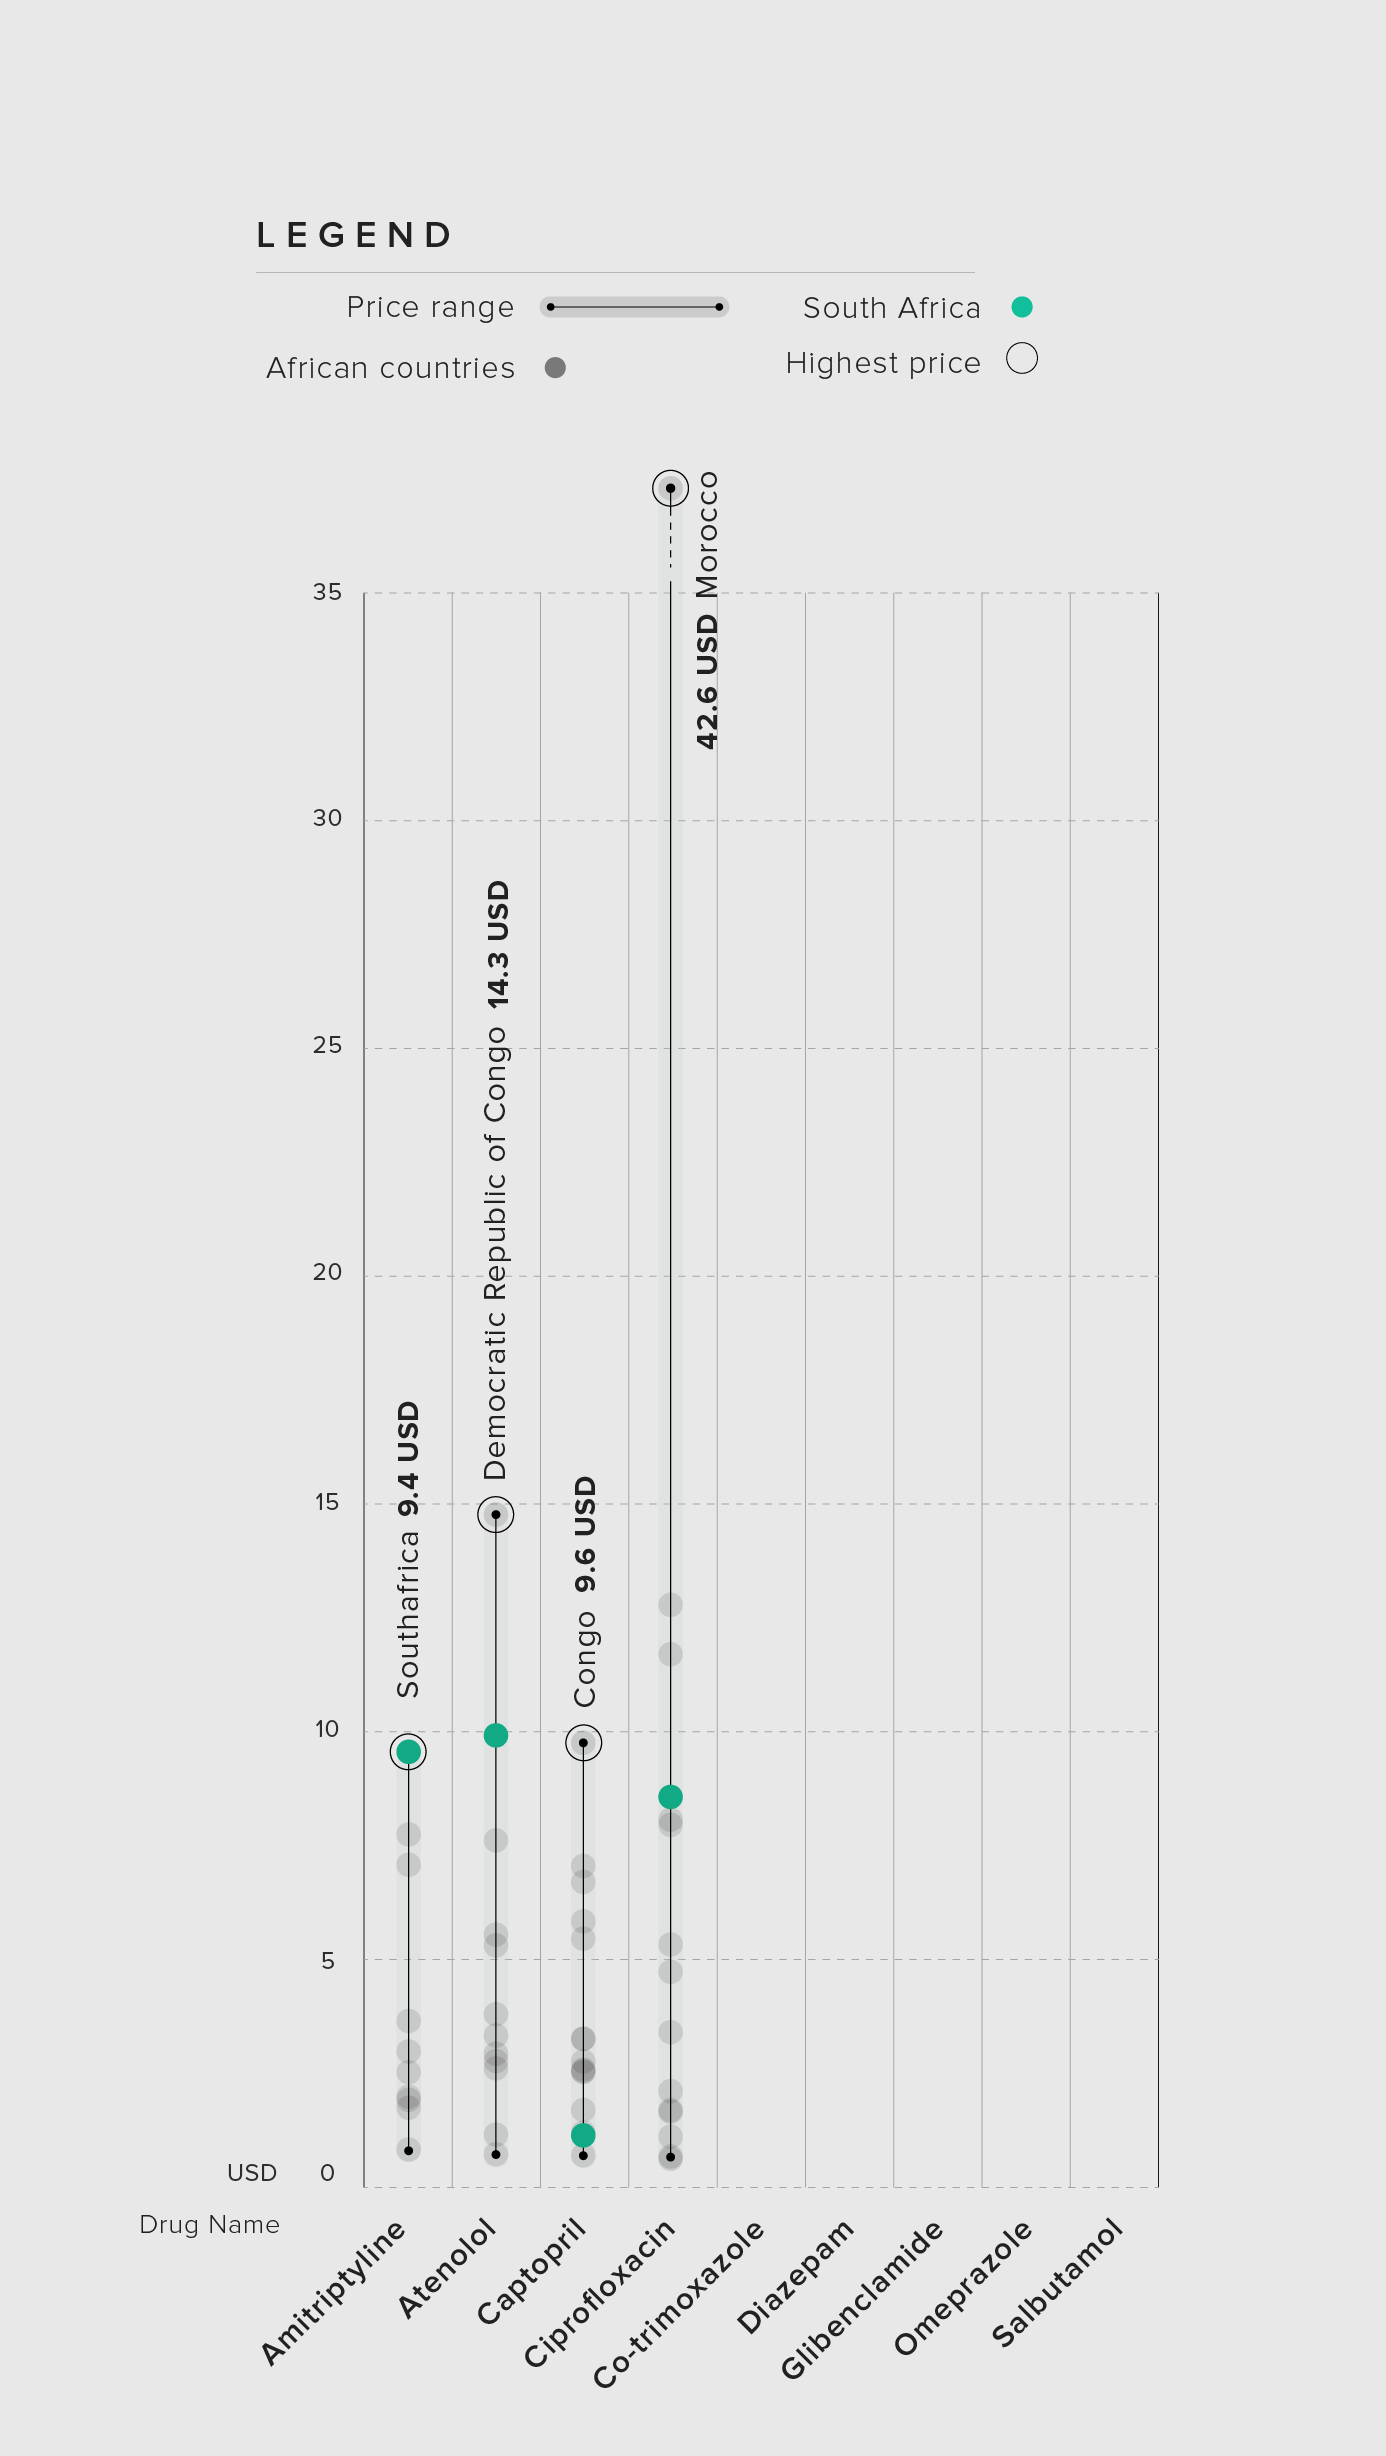 LEGEND
Price range
South Africa
African countries
Highest price
42.6 USD Morocco
35
30
Democratic Republic of Congo 14.3 USD
25
20
Southafrica 9.4 USD
Congo 9.6 USD
15
10
5
USD 0
Drug Name
Amitriptyline
Atenolol
Captopril
Ciprofloxacin
Co-trimoxazole
Diazepam
Glibenclamide
Omeprazole
Salbutamol